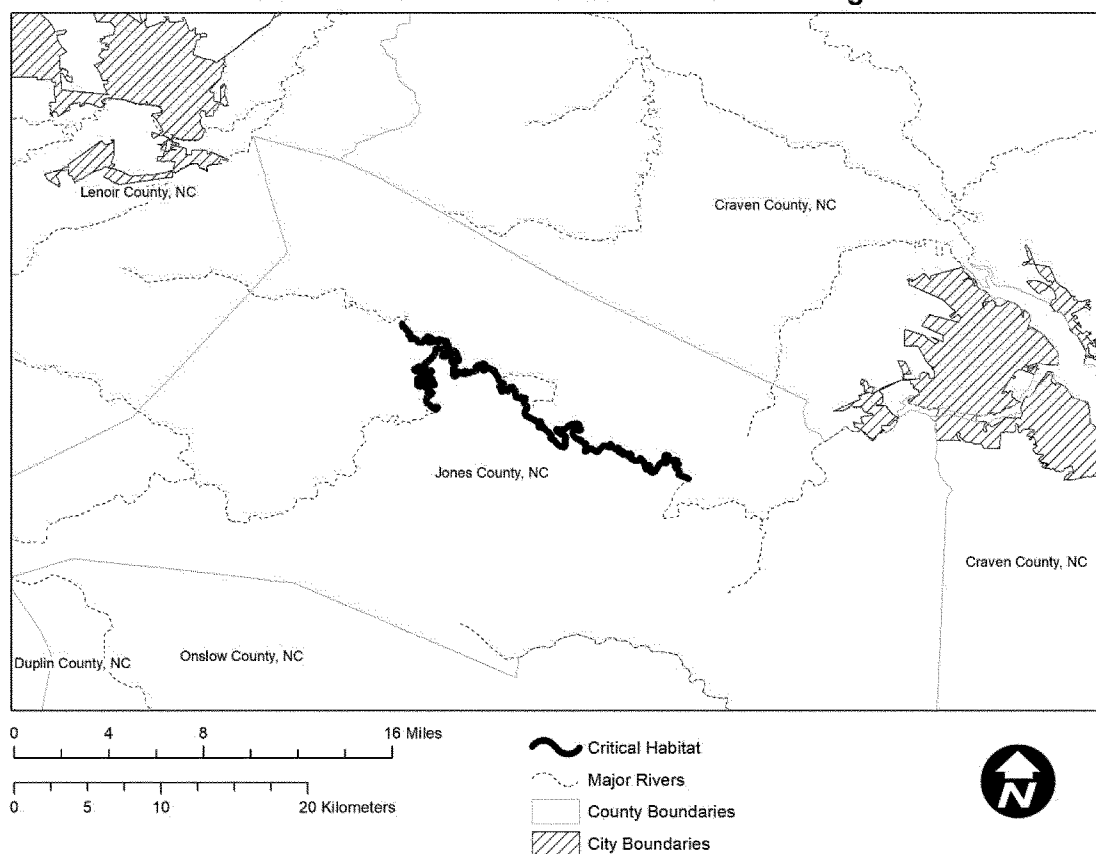 Lenoir County, NC
Craven County, NC
Jones County, NC
Craven County, NC
Duplin County, NC
Onslow County, NC
0 4 8 16 Miles
0 5 10 20 Kilometers
Critical Habitat
Major Rivers
County Boundaries
City Boundaries
N